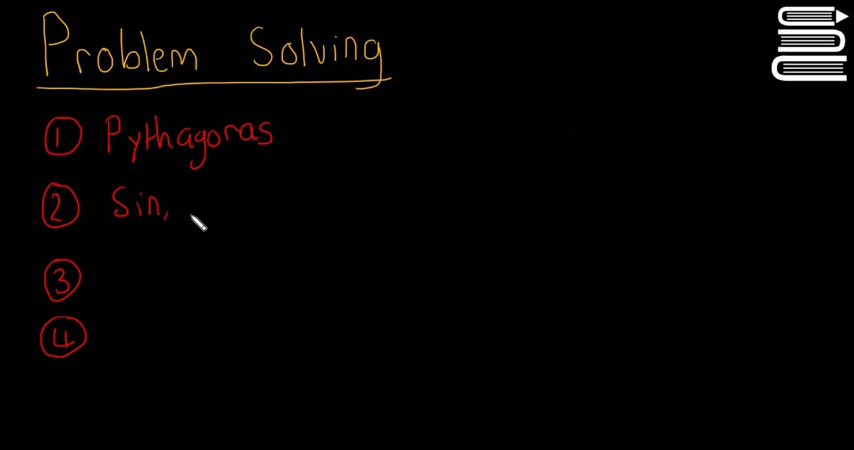 Problem Solving
① Pythagoras
② Sin,
③
④